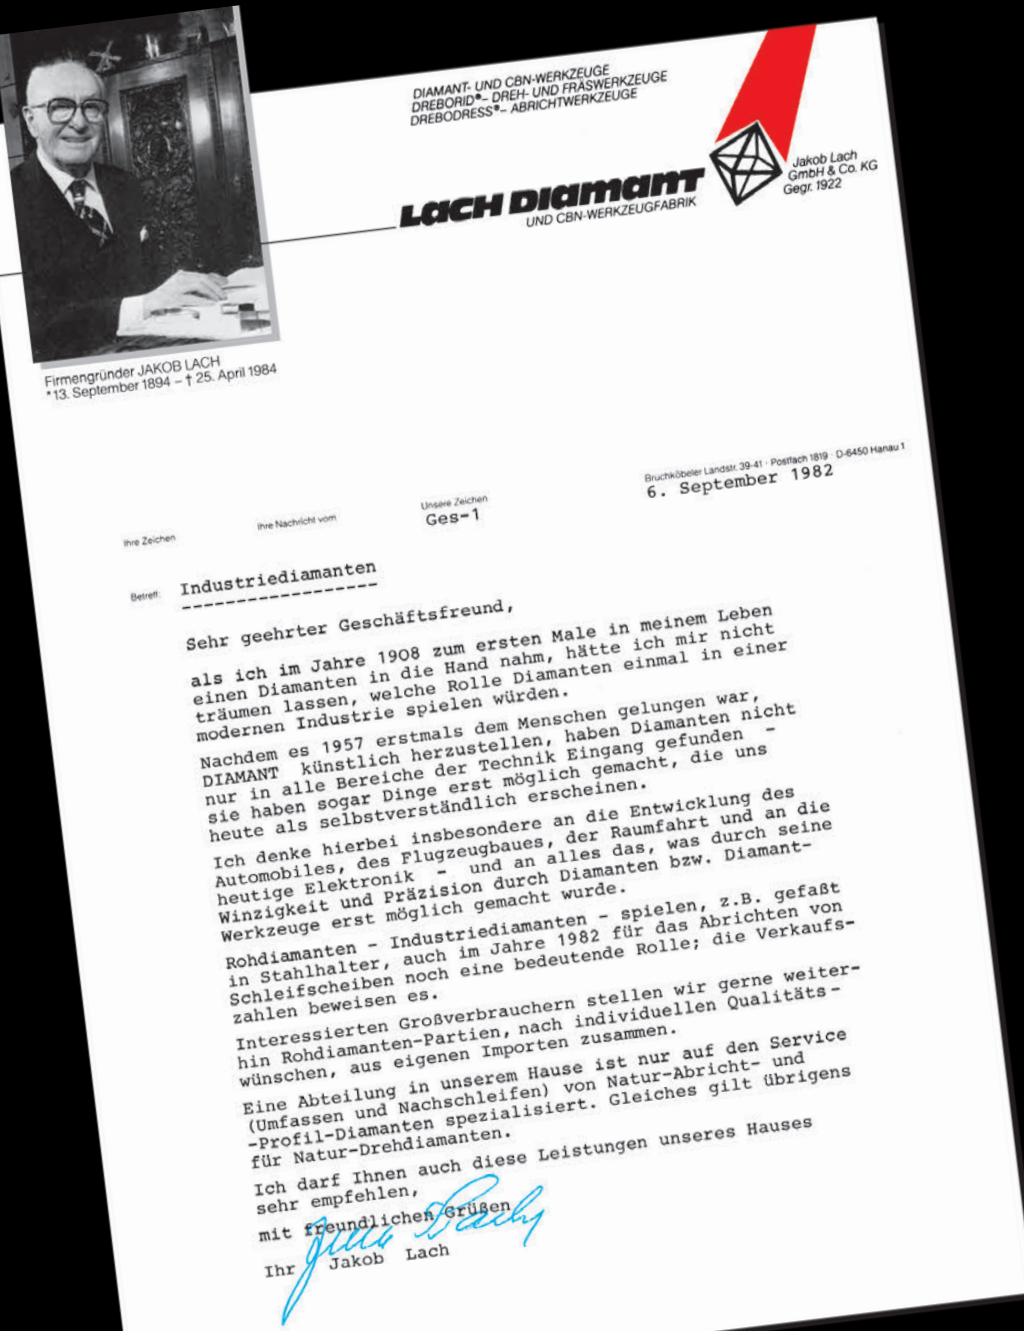 DIAMANT- UND CBN-WERKZEUGE
DREBORID®- DREH- UND FRÄSWERKZEUGE
DREBODRESS®- ABRICHTWERKZEUGE
LACH DIAMANT
UND CBN-WERKZEUGFABRIK
Jakob Lach
GmbH & Co. KG
Gegr. 1922
Firmengründer JAKOB LACH
*13. September 1894 – † 25. April 1984
Bruchköbeler Landstr. 39-41 · Postfach 1819 · D-6450 Hanau 1
6. September 1982
Unsere Zeichen
Ges-1
Ihre Nachricht vom
Ihre Zeichen
Betreff: Industriediamanten
------------------
Sehr geehrter Geschäftsfreund,
als ich im Jahre 1908 zum ersten Male in meinem Leben
einen Diamanten in die Hand nahm, hätte ich mir nicht
träumen lassen, welche Rolle Diamanten einmal in einer
modernen Industrie spielen würden.
Nachdem es 1957 erstmals dem Menschen gelungen war,
DIAMANT künstlich herzustellen, haben Diamanten nicht
nur in alle Bereiche der Technik Eingang gefunden -
sie haben sogar Dinge erst möglich gemacht, die uns
heute als selbstverständlich erscheinen.
Ich denke hierbei insbesondere an die Entwicklung des
Automobiles, des Flugzeugbaues, der Raumfahrt und an die
heutige Elektronik - und an alles das, was durch seine
Winzigkeit und Präzision durch Diamanten bzw. Diamant-
Werkzeuge erst möglich gemacht wurde.
Rohdiamanten - Industriediamanten - spielen, z.B. gefaßt
in Stahlhalter, auch im Jahre 1982 für das Abrichten von
Schleifscheiben noch eine bedeutende Rolle; die Verkaufs-
zahlen beweisen es.
Interessierten Großverbrauchern stellen wir gerne weiter-
hin Rohdiamanten-Partien, nach individuellen Qualitäts-
wünschen, aus eigenen Importen zusammen.
Eine Abteilung in unserem Hause ist nur auf den Service
(Umfassen und Nachschleifen) von Natur-Abricht- und
-Profil-Diamanten spezialisiert. Gleiches gilt übrigens
für Natur-Drehdiamanten.
Ich darf Ihnen auch diese Leistungen unseres Hauses
sehr empfehlen,
mit freundlichen Grüßen
Ihr Jakob Lach